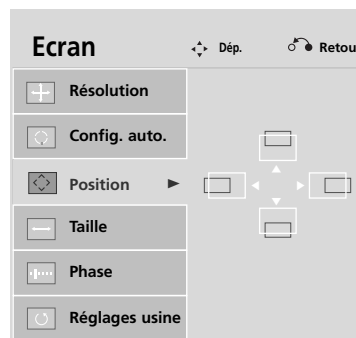 Ecran Dép. Retou
Résolution
Config. auto.
Position
Taille
Phase
Réglages usine